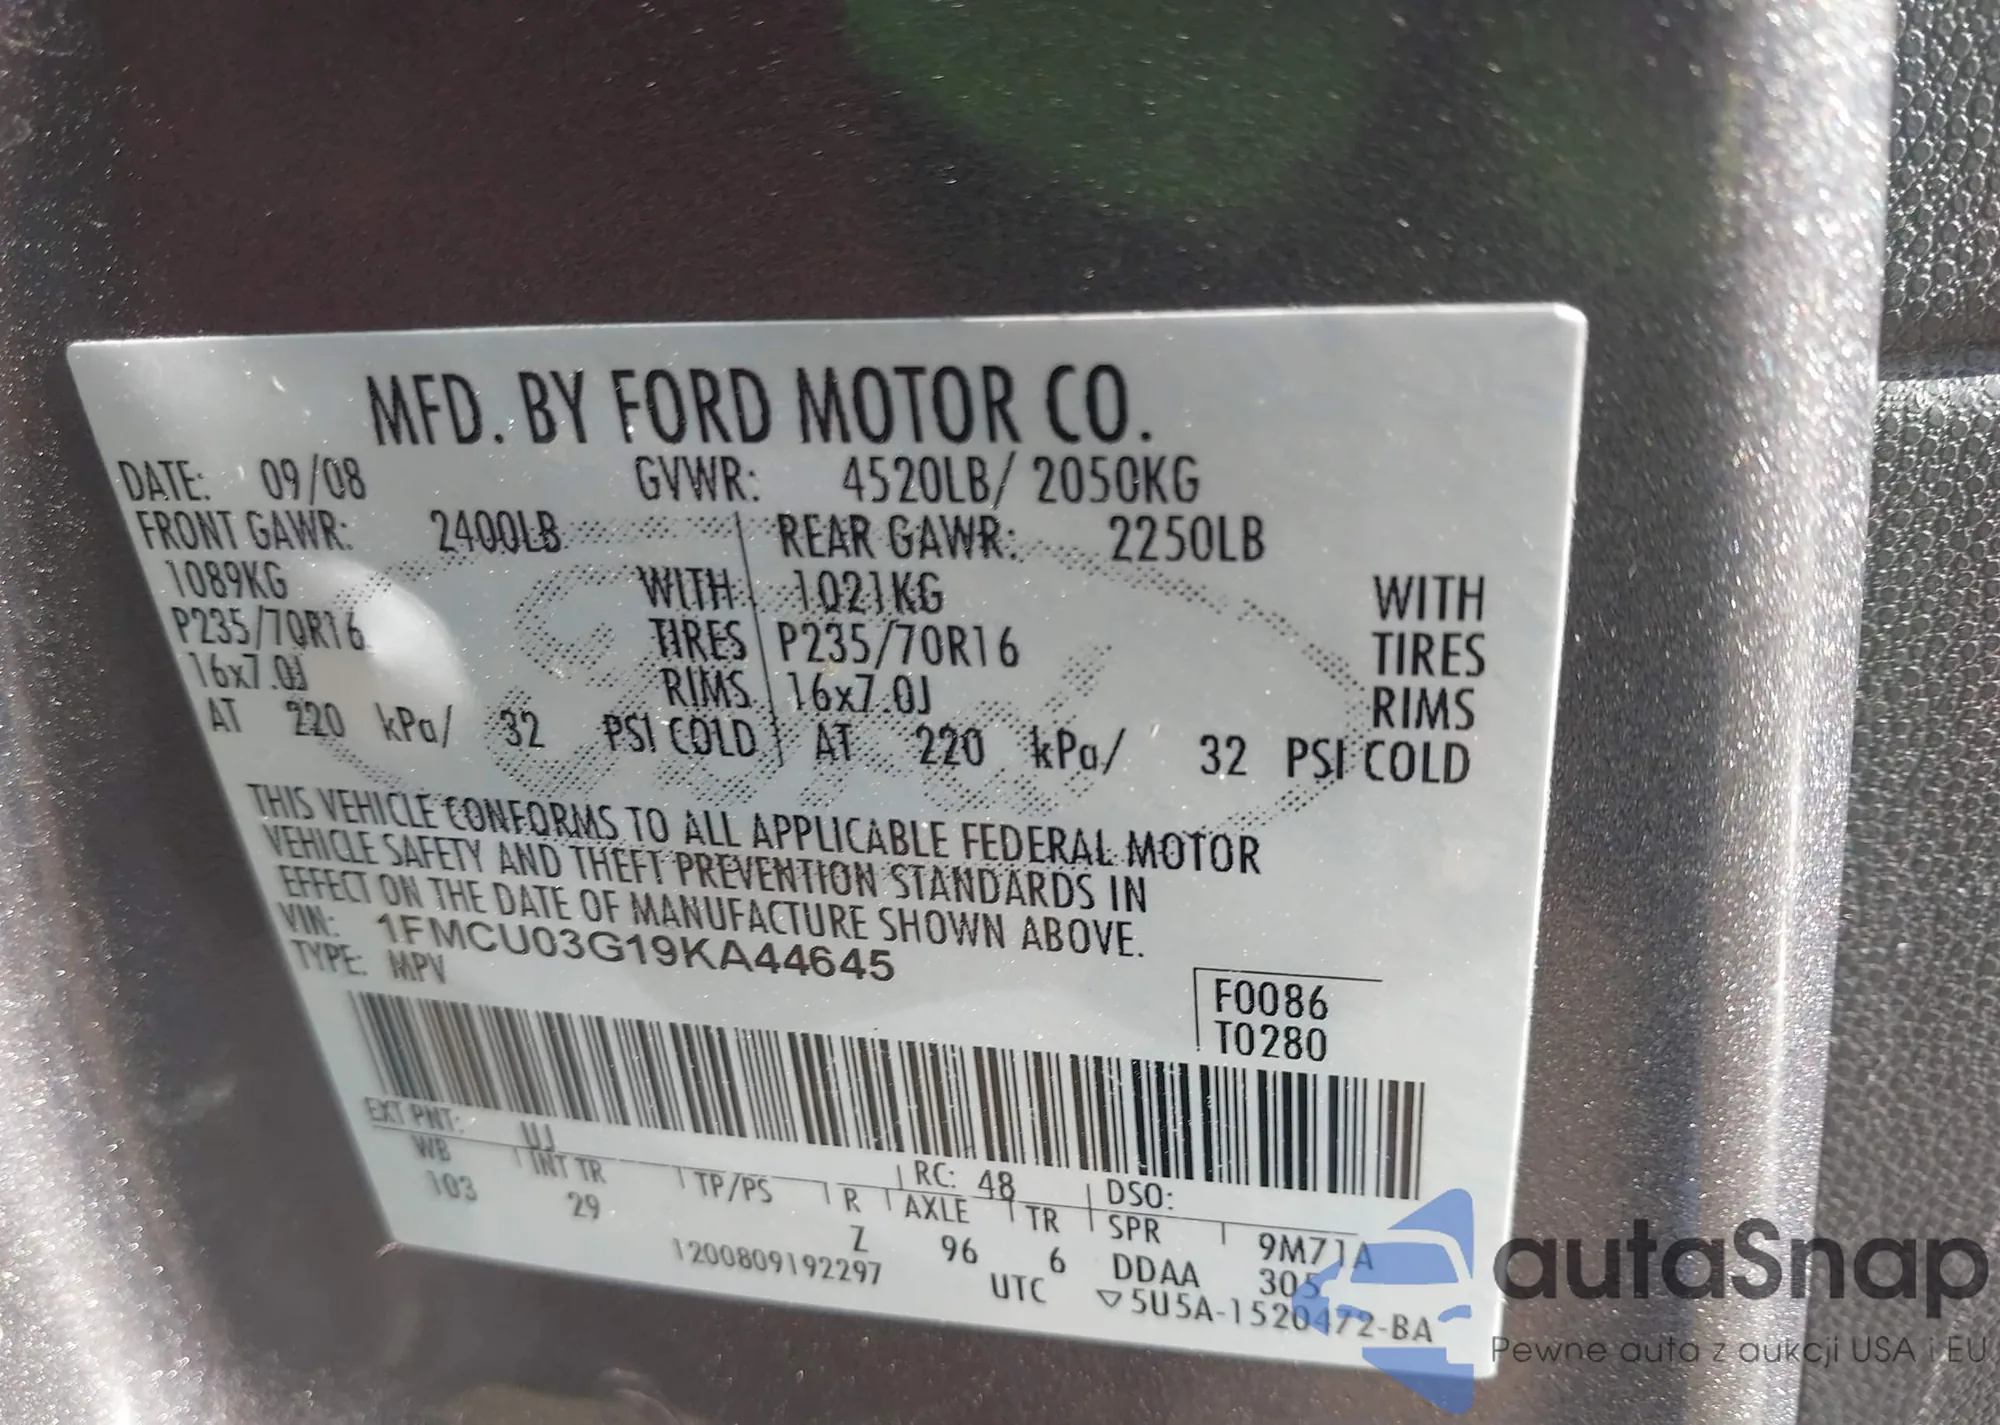 MFD. BY FORD MOTOR CO.
DATE: 09/08 GVWR: 4520LB/ 2050KG
FRONT GAWR: 2400LB REAR GAWR: 2250LB
1089KG WITH 1021KG WITH
P235/70R16 TIRES P235/70R16 TIRES
16x7.0J RIMS 16x7.0J RIMS
AT 220 kPa/ 32 PSI COLD AT 220 kPa/ 32 PSI COLD
THIS VEHICLE CONFORMS TO ALL APPLICABLE FEDERAL MOTOR
VEHICLE SAFETY AND THEFT PREVENTION STANDARDS IN
EFFECT ON THE DATE OF MANUFACTURE SHOWN ABOVE.
VIN: 1FMCU03G19KA44645
TYPE: MPV
F0086
T0280
EXT PNT: UJ RC: 48 DSO:
WB INT TR TP/PS R AXLE TR SPR 9M71A
103 29 Z 96 6 DDAA 305
1200809192297 UTC ▽5U5A-1520472-BA
autaSnap
Pewne auta z aukcji USA i EU